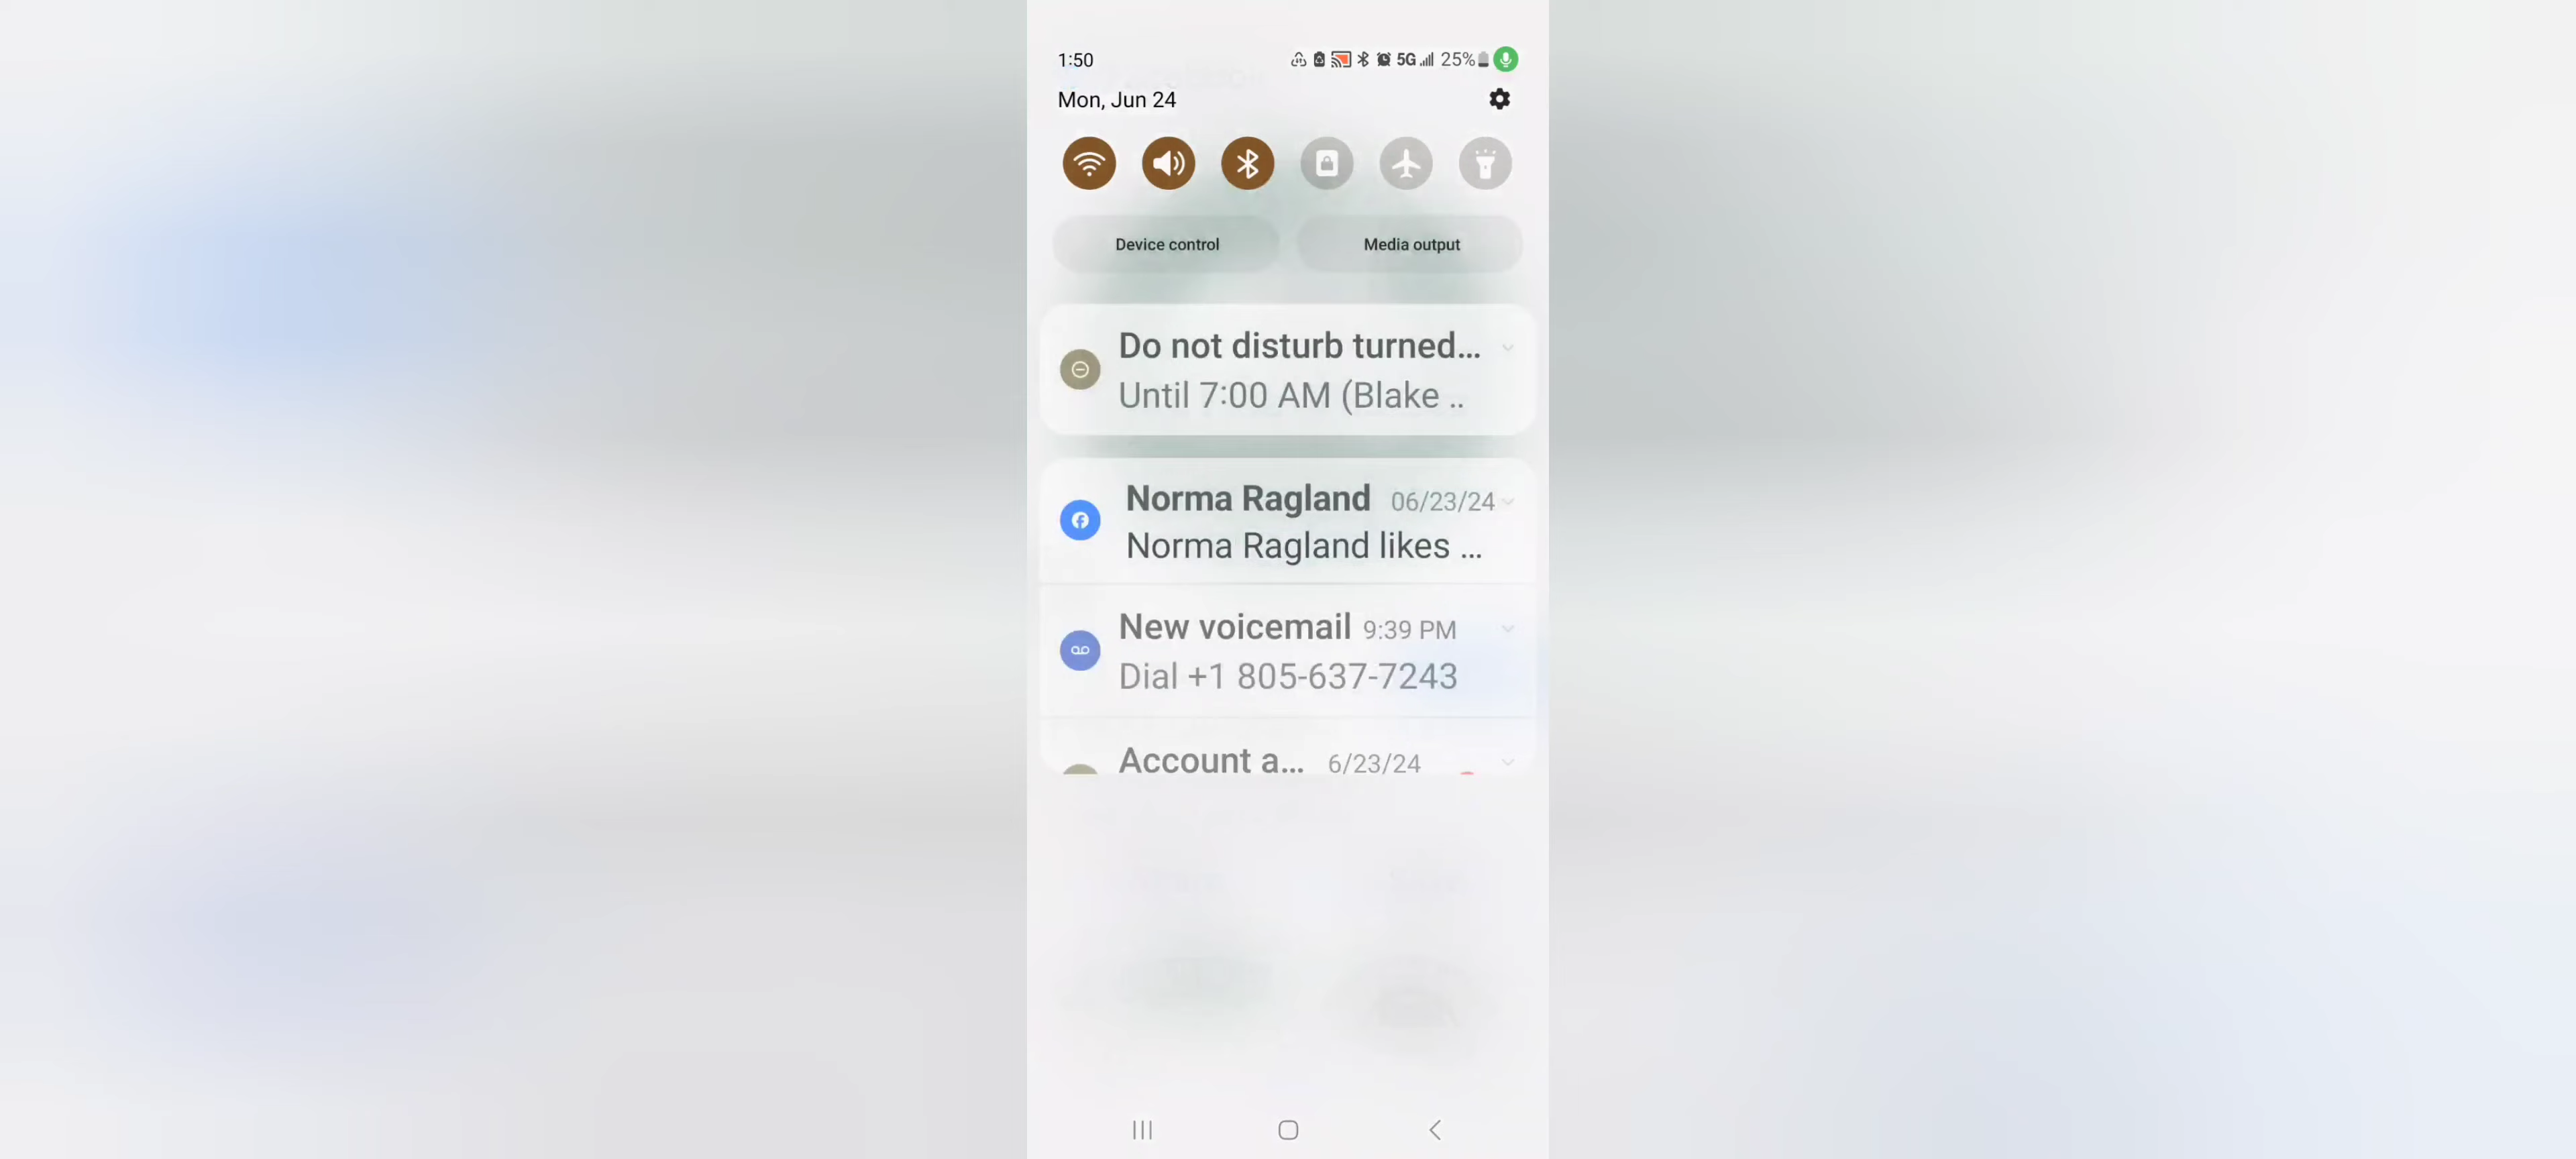 1:50 5G 25%
Mon, Jun 24
Device control Media output
Do not disturb turned...
Until 7:00 AM (Blake ..
Norma Ragland 06/23/24
Norma Ragland likes ...
New voicemail 9:39 PM
Dial +1 805-637-7243
Account a... 6/23/24